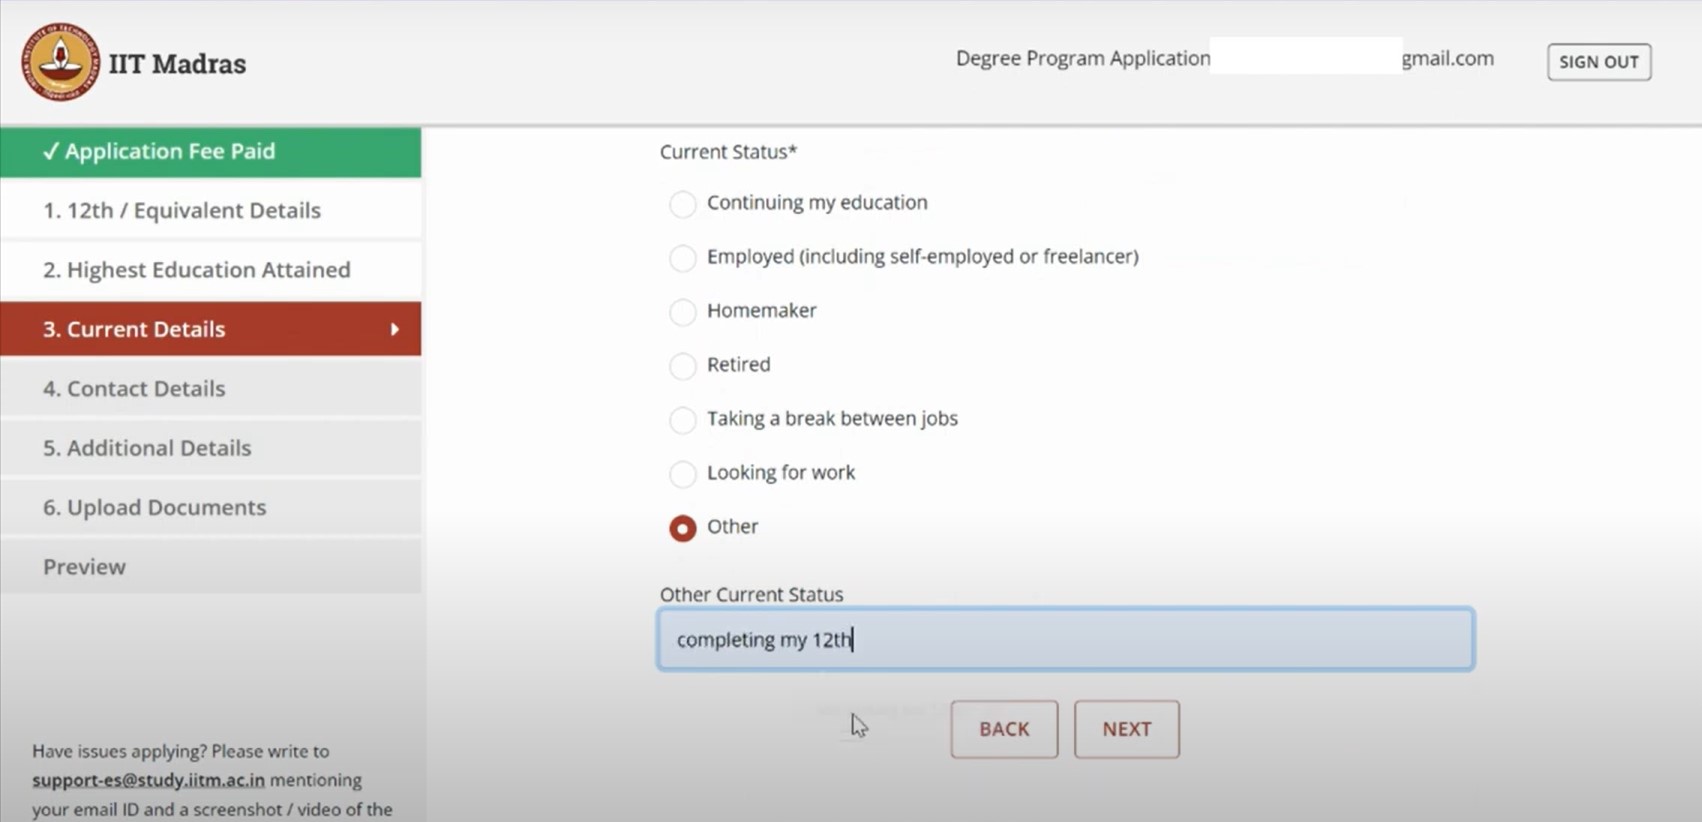 IIT Madras
Degree Program Application
gmail.com
SIGN OUT
✓ Application Fee Paid
1. 12th / Equivalent Details
2. Highest Education Attained
3. Current Details
4. Contact Details
5. Additional Details
6. Upload Documents
Preview
Have issues applying? Please write to
support-es@study.iitm.ac.in mentioning
your email ID and a screenshot / video of the
Current Status*
Continuing my education
Employed (including self-employed or freelancer)
Homemaker
Retired
Taking a break between jobs
Looking for work
Other
Other Current Status
completing my 12th
BACK
NEXT